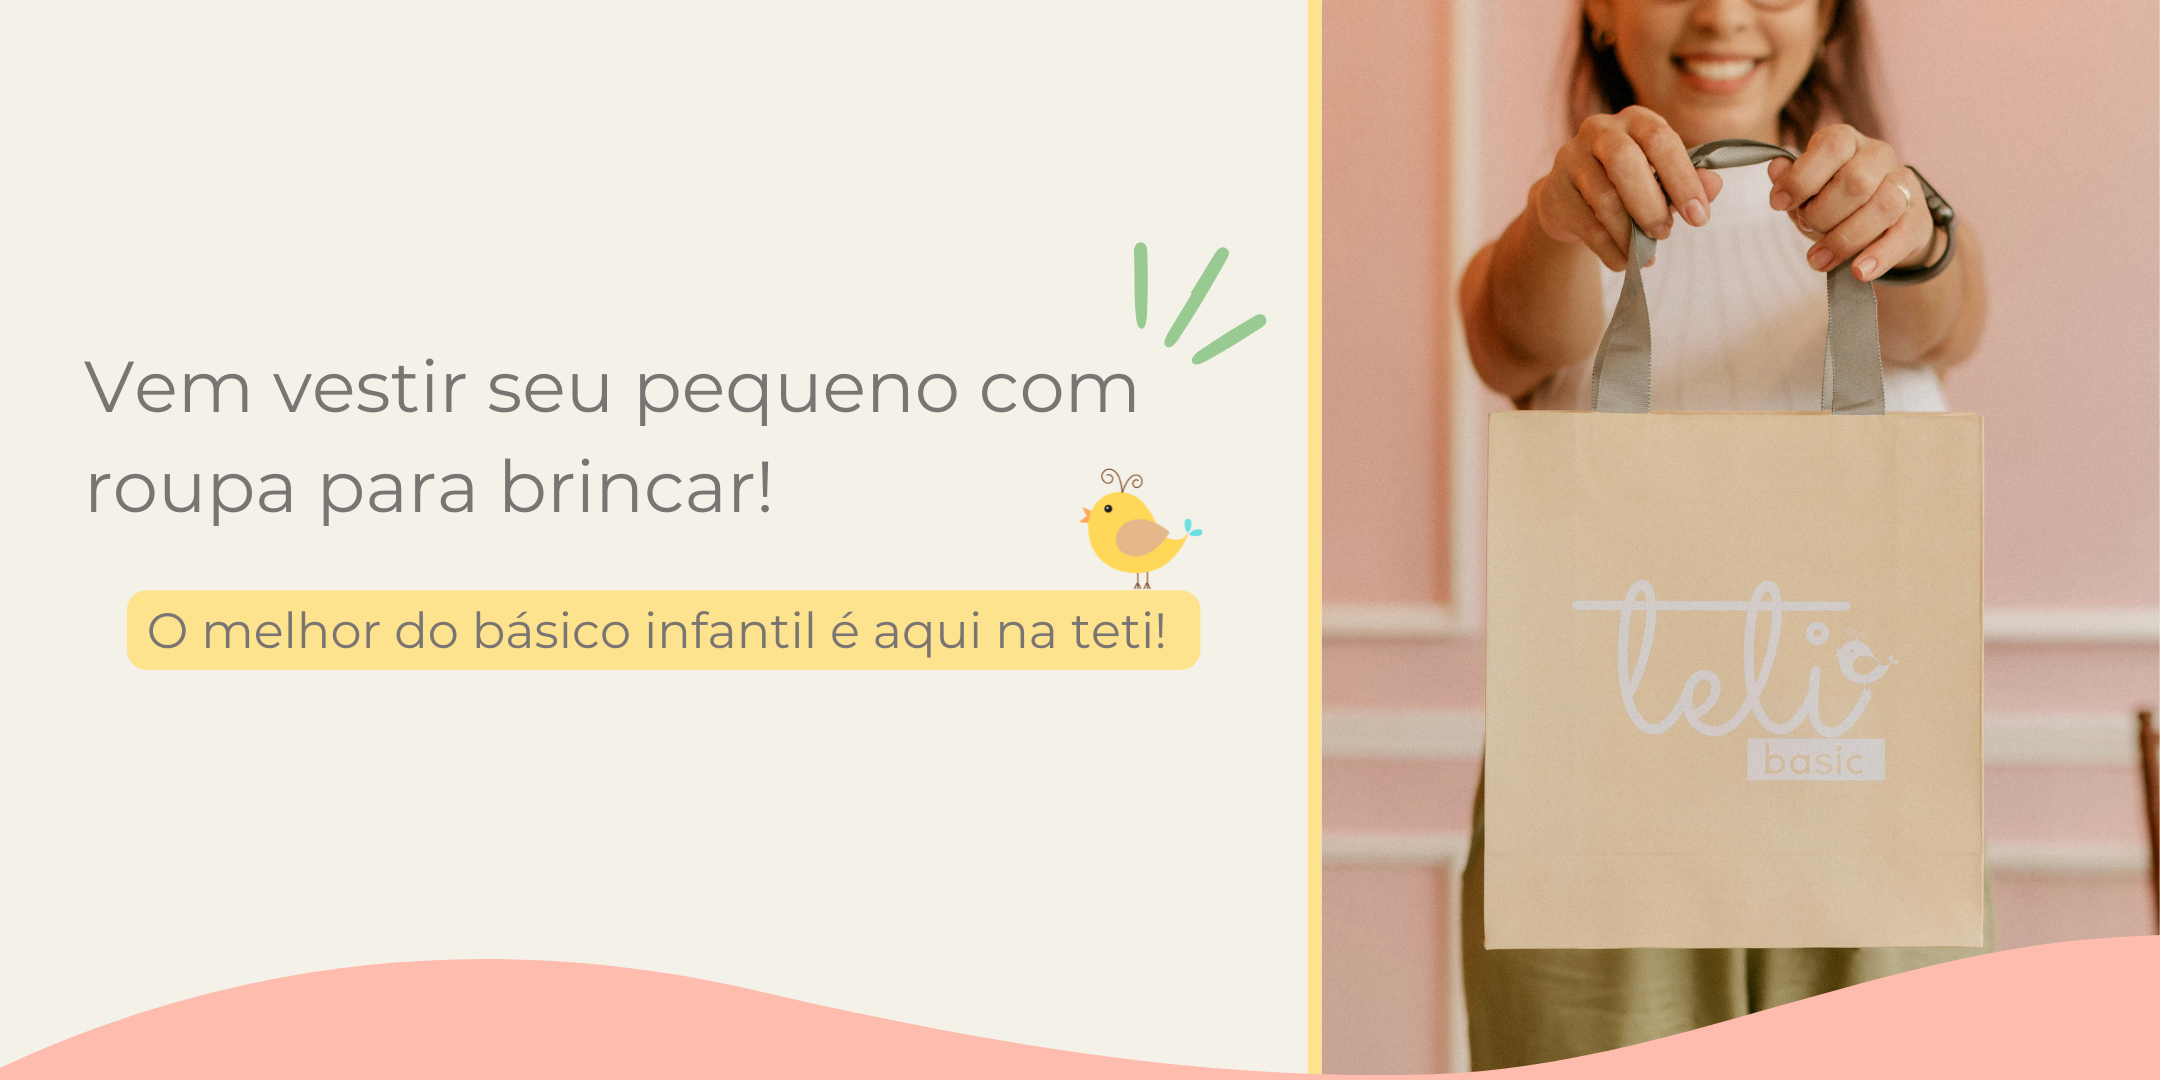 Vem vestir seu pequeno com
roupa para brincar!
O melhor do básico infantil é aqui na teti!
teti
basic